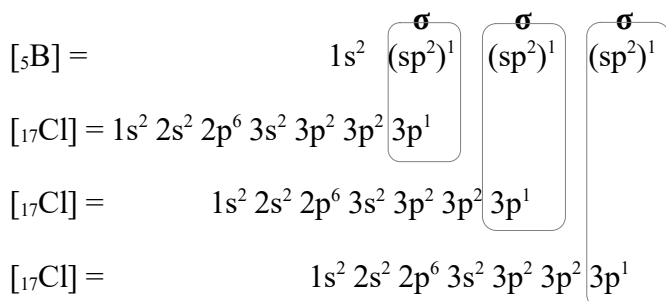 σ σ σ
[₅B] = 1s² (sp²)¹ (sp²)¹ (sp²)¹
[₁₇Cl] = 1s² 2s² 2p⁶ 3s² 3p² 3p² 3p¹
[₁₇Cl] = 1s² 2s² 2p⁶ 3s² 3p² 3p² 3p¹
[₁₇Cl] = 1s² 2s² 2p⁶ 3s² 3p² 3p² 3p¹